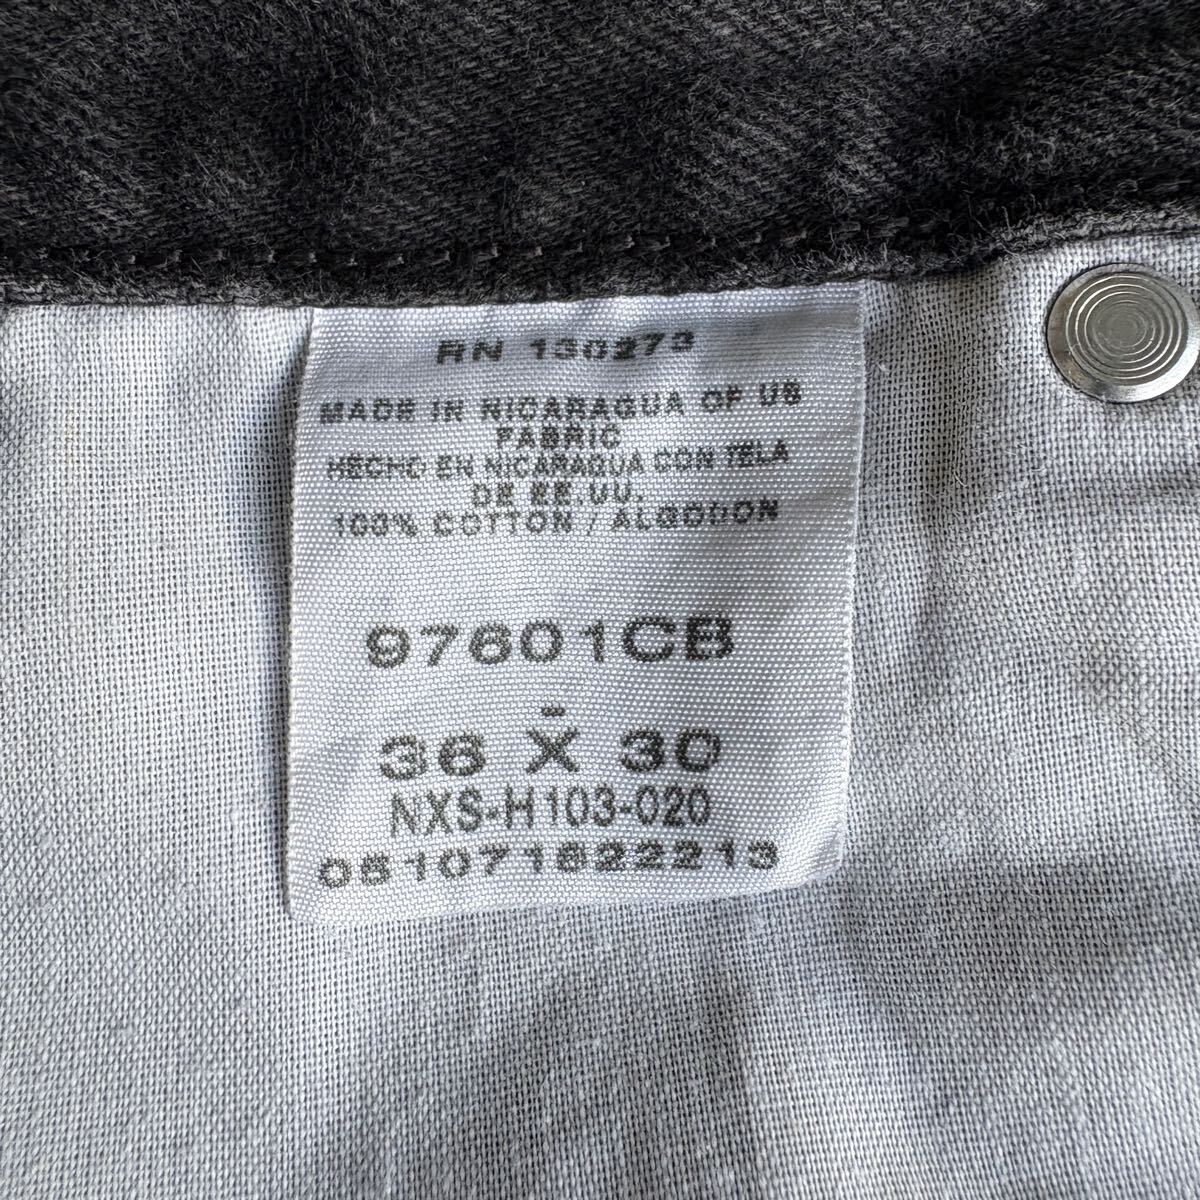 RN 130273
MADE IN NICARAGUA OF US
FABRIC
HECHO EN NICARAGUA CON TELA
DE EE.UU.
100% COTTON / ALGODON
97601CB
-
36 X 30
NXS-H103-020
051071822213